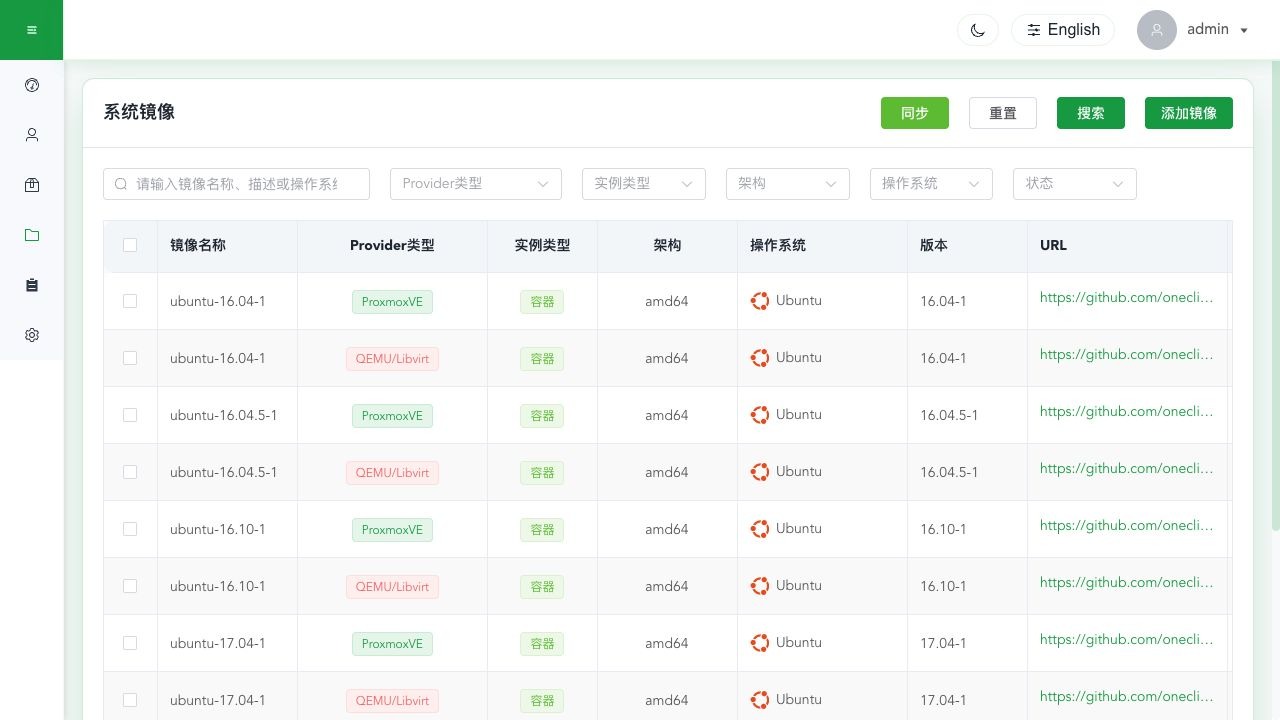 English
admin
系统镜像
同步
重置
搜索
添加镜像
请输入镜像名称、描述或操作系
Provider类型
实例类型
架构
操作系统
状态
镜像名称 Provider类型 实例类型 架构 操作系统 版本 URL
ubuntu-16.04-1 ProxmoxVE 容器 amd64 Ubuntu 16.04-1 https://github.com/onecli...
ubuntu-16.04-1 QEMU/Libvirt 容器 amd64 Ubuntu 16.04-1 https://github.com/onecli...
ubuntu-16.04.5-1 ProxmoxVE 容器 amd64 Ubuntu 16.04.5-1 https://github.com/onecli...
ubuntu-16.04.5-1 QEMU/Libvirt 容器 amd64 Ubuntu 16.04.5-1 https://github.com/onecli...
ubuntu-16.10-1 ProxmoxVE 容器 amd64 Ubuntu 16.10-1 https://github.com/onecli...
ubuntu-16.10-1 QEMU/Libvirt 容器 amd64 Ubuntu 16.10-1 https://github.com/onecli...
ubuntu-17.04-1 ProxmoxVE 容器 amd64 Ubuntu 17.04-1 https://github.com/onecli...
ubuntu-17.04-1 QEMU/Libvirt 容器 amd64 Ubuntu 17.04-1 https://github.com/onecli...